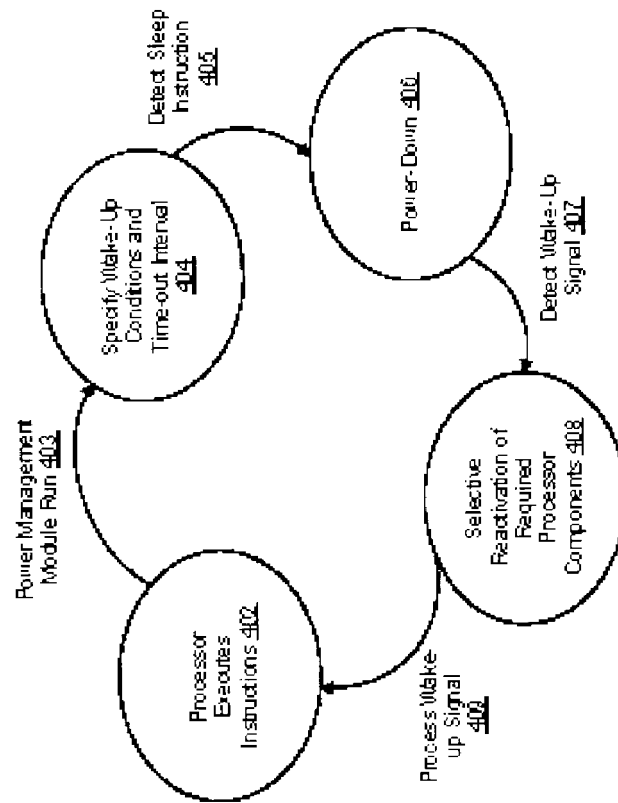 Processor
Executes
Instructions 402
Power Management
Module Run 403
Specify Wake-Up
Conditions and
Time-out Interval
404
Detect Sleep
Instruction
405
Power-Down 406
Detect Wake-Up
Signal 407
Selective
Reactivation of
Required
Processor
Components 408
Process Wake-
up Signal
409